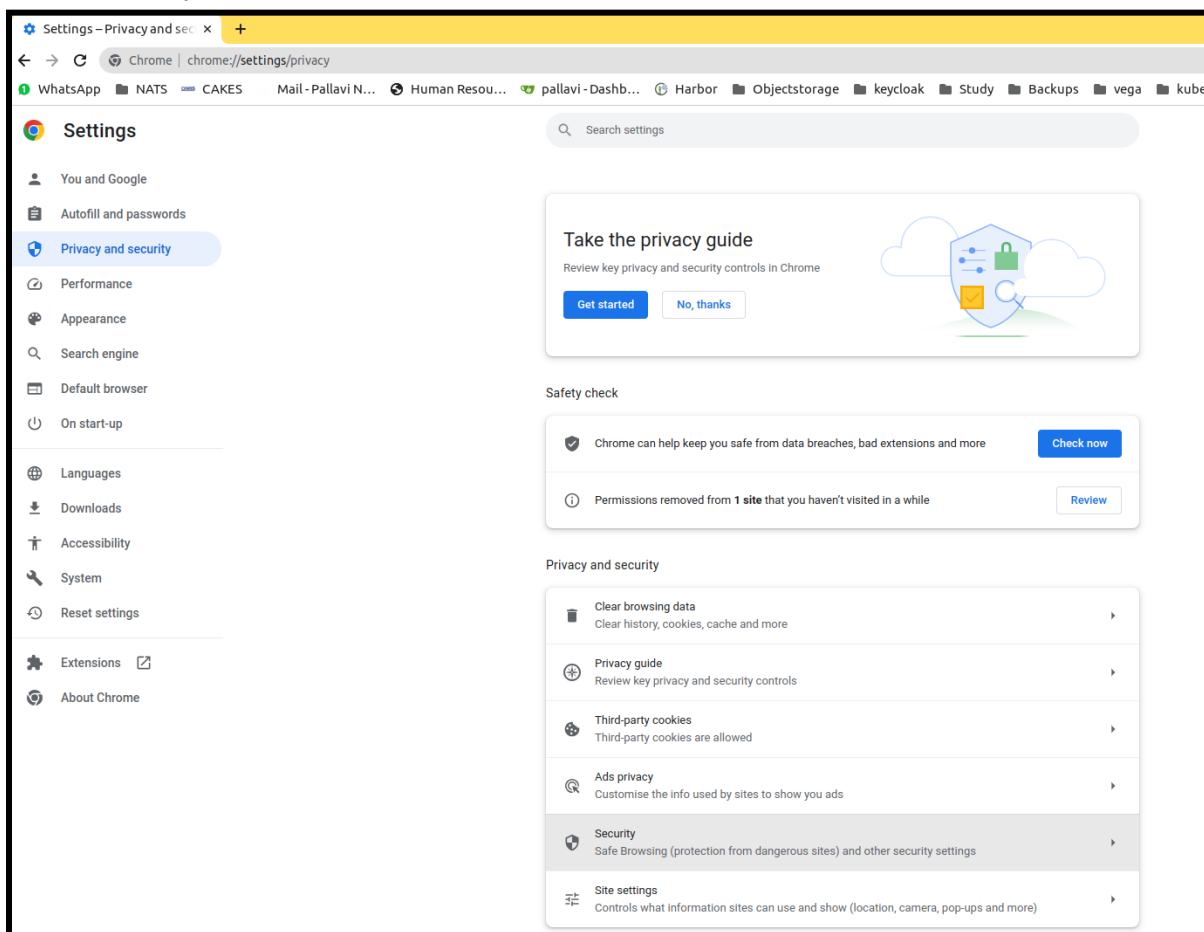 Settings – Privacy and sec
Chrome | chrome://settings/privacy
WhatsApp NATS CAKES Mail - Pallavi N... Human Resou... pallavi - Dashb... Harbor Objectstorage keycloak Study Backups vega kube
Settings
Search settings
You and Google
Autofill and passwords
Privacy and security
Performance
Appearance
Search engine
Default browser
On start-up
Languages
Downloads
Accessibility
System
Reset settings
Extensions
About Chrome
Take the privacy guide
Review key privacy and security controls in Chrome
Get started No, thanks
Safety check
Chrome can help keep you safe from data breaches, bad extensions and more Check now
Permissions removed from 1 site that you haven't visited in a while Review
Privacy and security
Clear browsing data
Clear history, cookies, cache and more
Privacy guide
Review key privacy and security controls
Third-party cookies
Third-party cookies are allowed
Ads privacy
Customise the info used by sites to show you ads
Security
Safe Browsing (protection from dangerous sites) and other security settings
Site settings
Controls what information sites can use and show (location, camera, pop-ups and more)